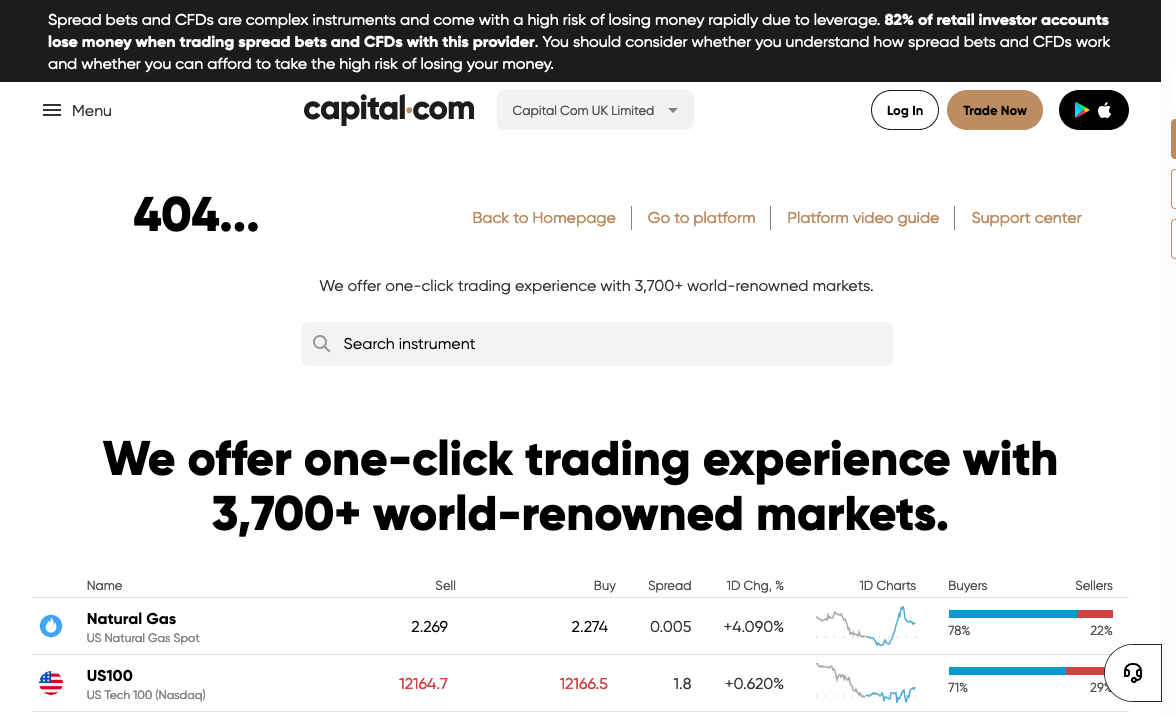 Spread bets and CFDs are complex instruments and come with a high risk of losing money rapidly due to leverage. 82% of retail investor accounts
lose money when trading spread bets and CFDs with this provider. You should consider whether you understand how spread bets and CFDs work
and whether you can afford to take the high risk of losing your money.
Menu
capital.com
Capital Com UK Limited
Log In
Trade Now
404...
Back to Homepage
Go to platform
Platform video guide
Support center
We offer one-click trading experience with 3,700+ world-renowned markets.
Search instrument
We offer one-click trading experience with
3,700+ world-renowned markets.
Name Sell Buy Spread 1D Chg, % 1D Charts Buyers Sellers
Natural Gas 2.269 2.274 0.005 +4.090%
US Natural Gas Spot 78% 22%
US100 12164.7 12166.5 1.8 +0.620%
US Tech 100 (Nasdaq) 71% 29%